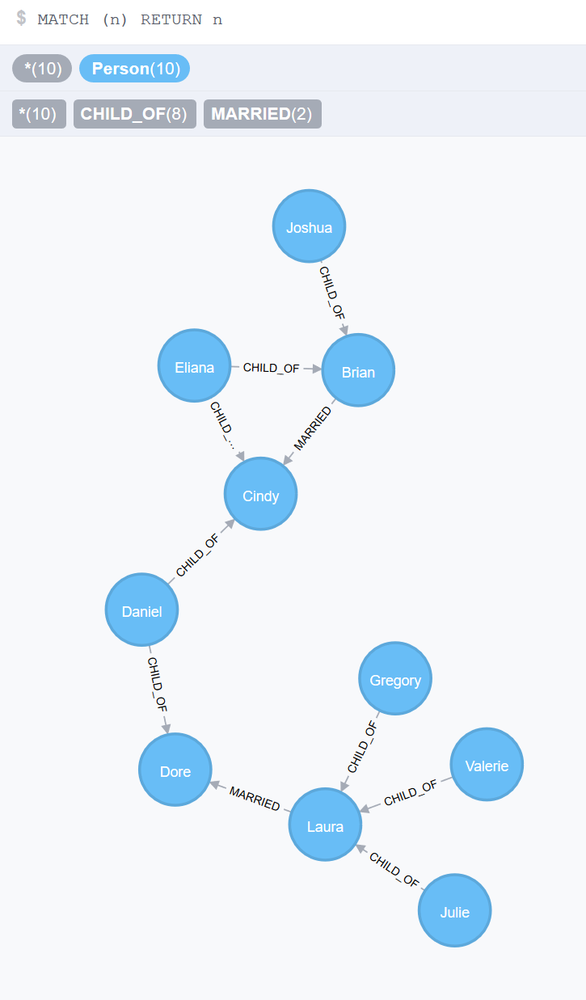 $ MATCH (n) RETURN n
*(10) Person(10)
*(10) CHILD_OF(8) MARRIED(2)
Joshua
CHILD_OF
Eliana
CHILD_OF
Brian
CHILD_...
MARRIED
Cindy
CHILD_OF
Daniel
CHILD_OF
Gregory
CHILD_OF
Valerie
Dore
MARRIED
CHILD_OF
Laura
CHILD_OF
Julie